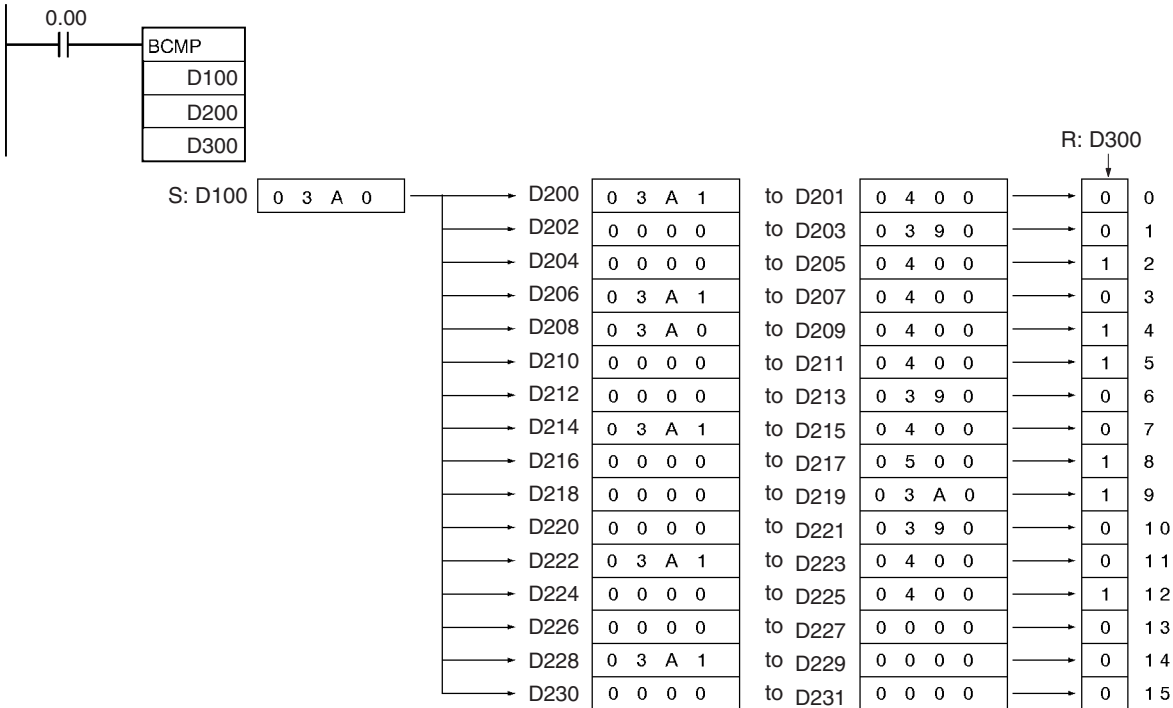 0.00
BCMP
D100
D200
D300
R: D300
S: D100 0 3 A 0
D200 0 3 A 1 to D201 0 4 0 0 0 0
D202 0 0 0 0 to D203 0 3 9 0 0 1
D204 0 0 0 0 to D205 0 4 0 0 1 2
D206 0 3 A 1 to D207 0 4 0 0 0 3
D208 0 3 A 0 to D209 0 4 0 0 1 4
D210 0 0 0 0 to D211 0 4 0 0 1 5
D212 0 0 0 0 to D213 0 3 9 0 0 6
D214 0 3 A 1 to D215 0 4 0 0 0 7
D216 0 0 0 0 to D217 0 5 0 0 1 8
D218 0 0 0 0 to D219 0 3 A 0 1 9
D220 0 0 0 0 to D221 0 3 9 0 0 10
D222 0 3 A 1 to D223 0 4 0 0 0 11
D224 0 0 0 0 to D225 0 4 0 0 1 12
D226 0 0 0 0 to D227 0 0 0 0 0 13
D228 0 3 A 1 to D229 0 0 0 0 0 14
D230 0 0 0 0 to D231 0 0 0 0 0 15